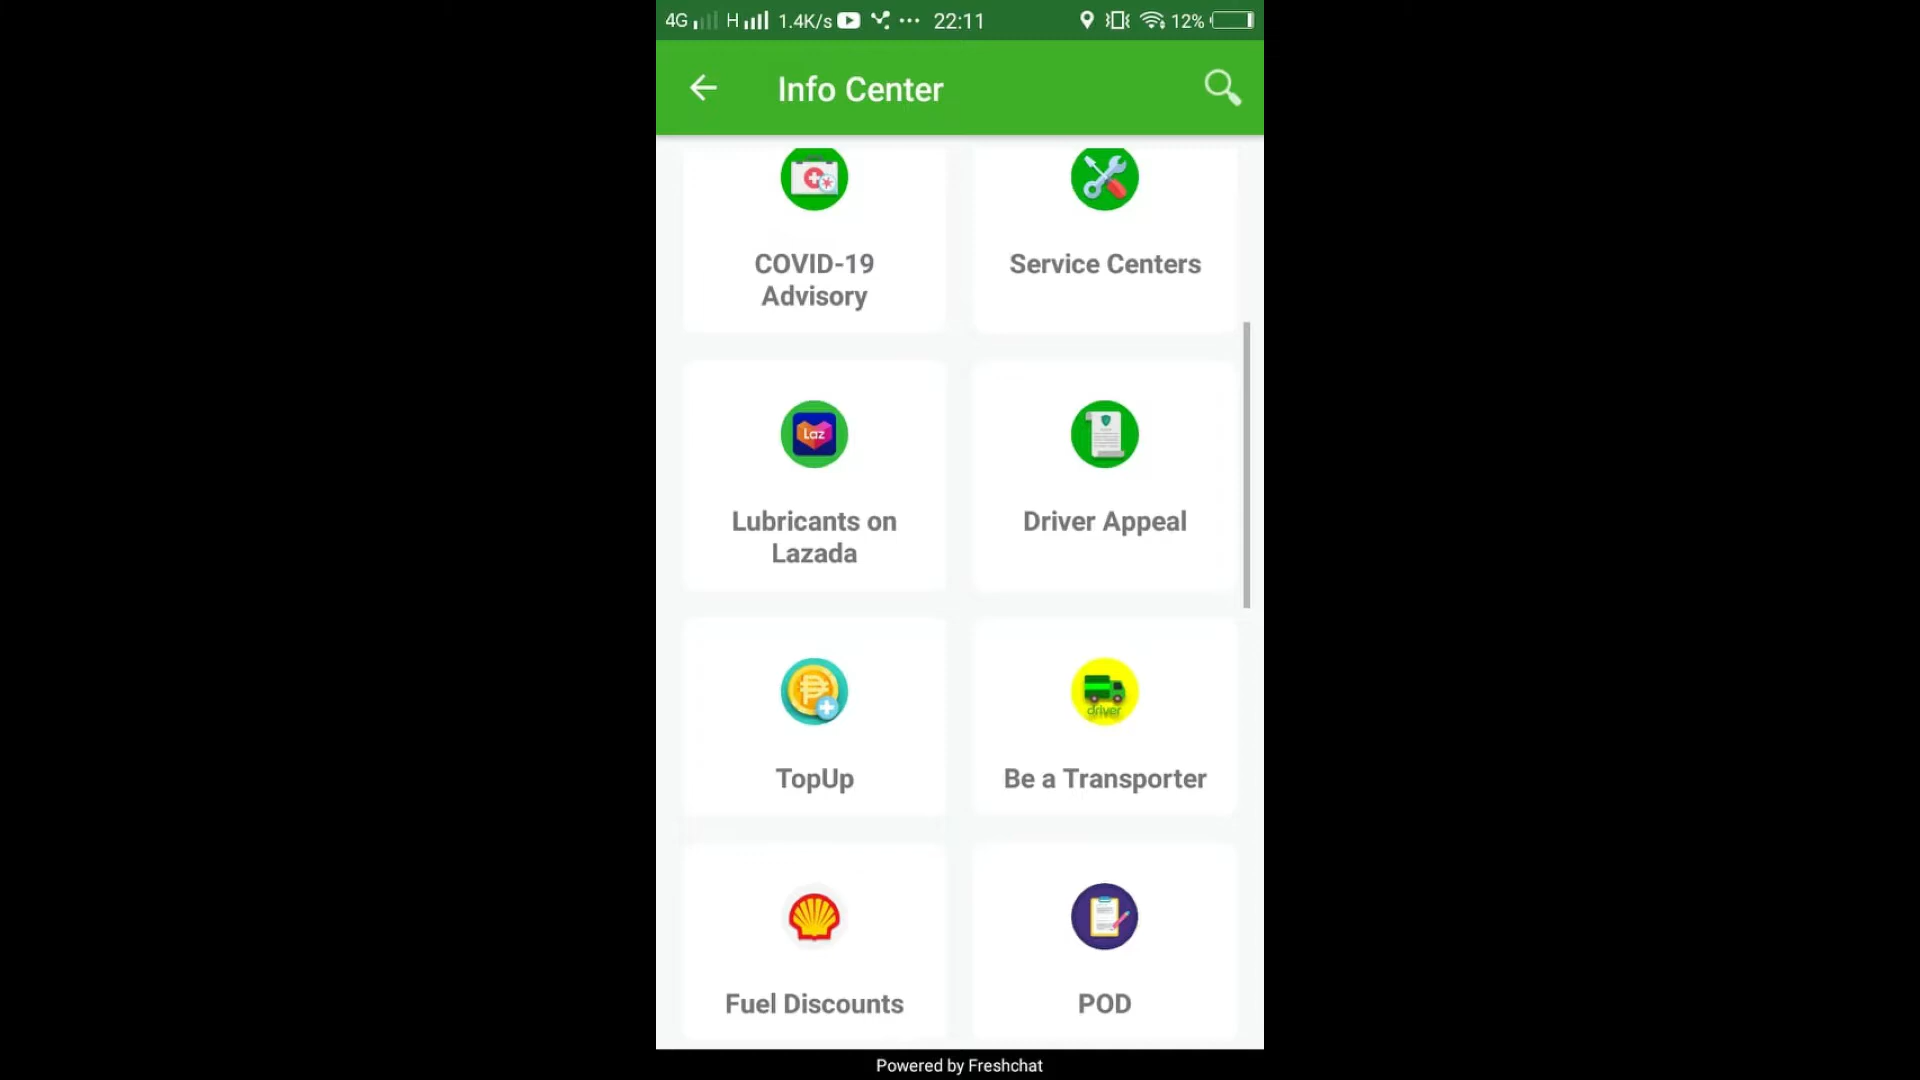 4G H 1.4K/s ••• 22:11 12%
Info Center
COVID-19
Advisory
Service Centers
Laz
Lubricants on
Lazada
Driver Appeal
driver
TopUp
Be a Transporter
Fuel Discounts
POD
Powered by Freshchat